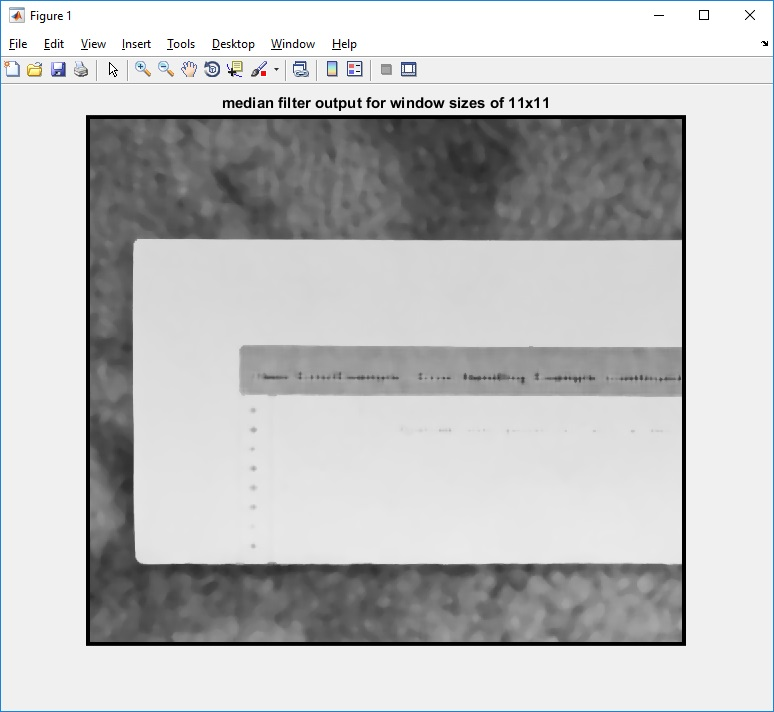 Figure 1
File Edit View Insert Tools Desktop Window Help
median filter output for window sizes of 11x11